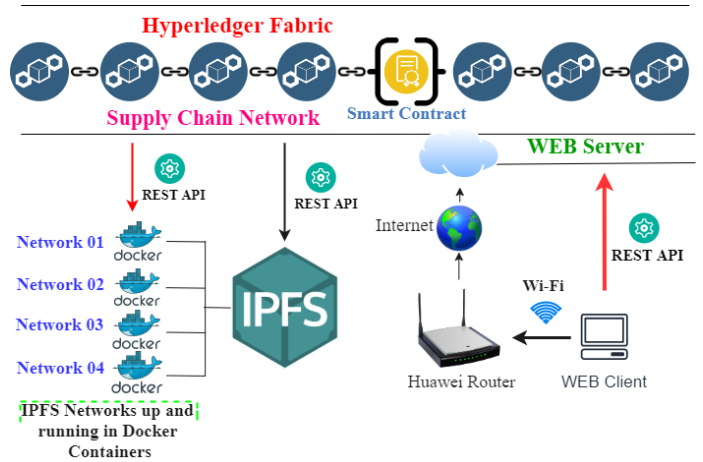 Hyperledger Fabric
Supply Chain Network
Smart Contract
WEB Server
REST API
REST API
Internet
REST API
Network 01
docker
Network 02
docker
Network 03
docker
Network 04
docker
IPFS
Wi-Fi
Huawei Router
WEB Client
IPFS Networks up and
running in Docker
Containers